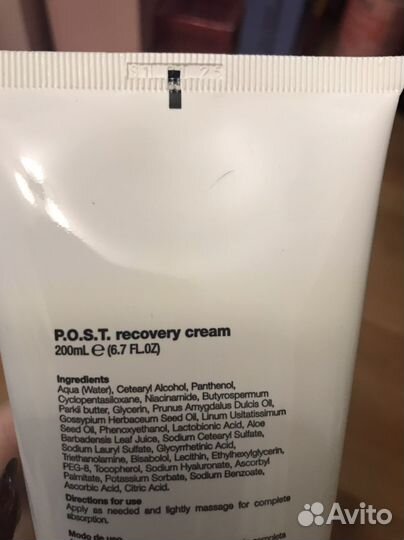 P.O.S.T. recovery cream
200mL ℮ (6.7 FL.OZ)
Ingredients
Aqua (Water), Cetearyl Alcohol, Panthenol,
Cyclopentasiloxane, Niacinamide, Butyrospermum
Parkii butter, Glycerin, Prunus Amygdalus Dulcis Oil,
Gossypium Herbaceum Seed Oil, Linum Usitatissimum
Seed Oil, Phenoxyethanol, Lactobionic Acid, Aloe
Barbadensis Leaf Juice, Sodium Cetearyl Sulfate,
Sodium Lauryl Sulfate, Glycyrrhetinic Acid,
Triethanolamine, Bisabolol, Lecithin, Ethylhexylglycerin,
PEG-8, Tocopherol, Sodium Hyaluronate, Ascorbyl
Palmitate, Potassium Sorbate, Sodium Benzoate,
Ascorbic Acid, Citric Acid.
Directions for use
Apply as needed and lightly massage for complete
absorption.
Modo de uso
Avito